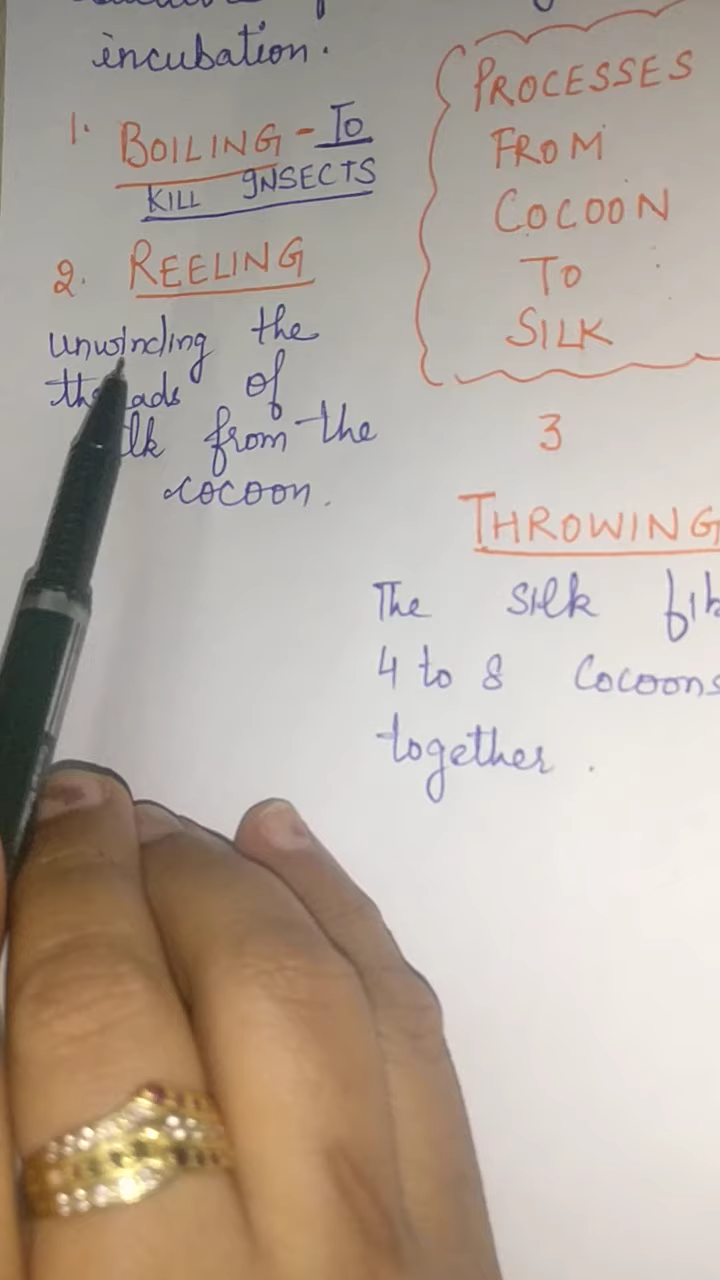 incubation.
1. BOILING - To
KILL INSECTS
2. REELING
unwinding the
of
from the
cocoon.
PROCESSES
FROM
COCOON
TO
SILK
3
THROWING
The silk
4 to 8 Cocoons
together.